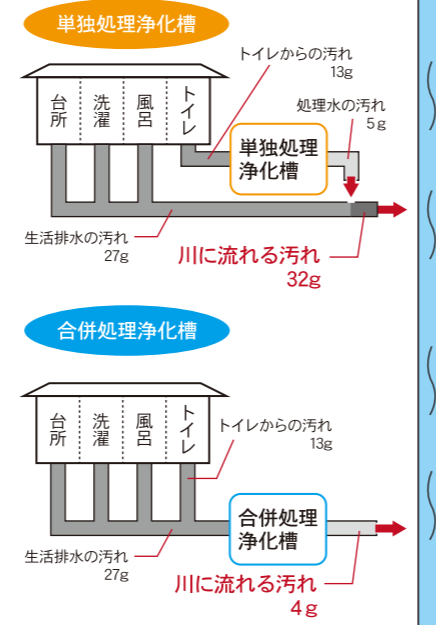 単独処理浄化槽
トイレからの汚れ
13g
処理水の汚れ
5g
台所
洗濯
風呂
トイレ
単独処理
浄化槽
生活排水の汚れ
27g
川に流れる汚れ
32g
合併処理浄化槽
台所
洗濯
風呂
トイレ
トイレからの汚れ
13g
合併処理
浄化槽
生活排水の汚れ
27g
川に流れる汚れ
4g